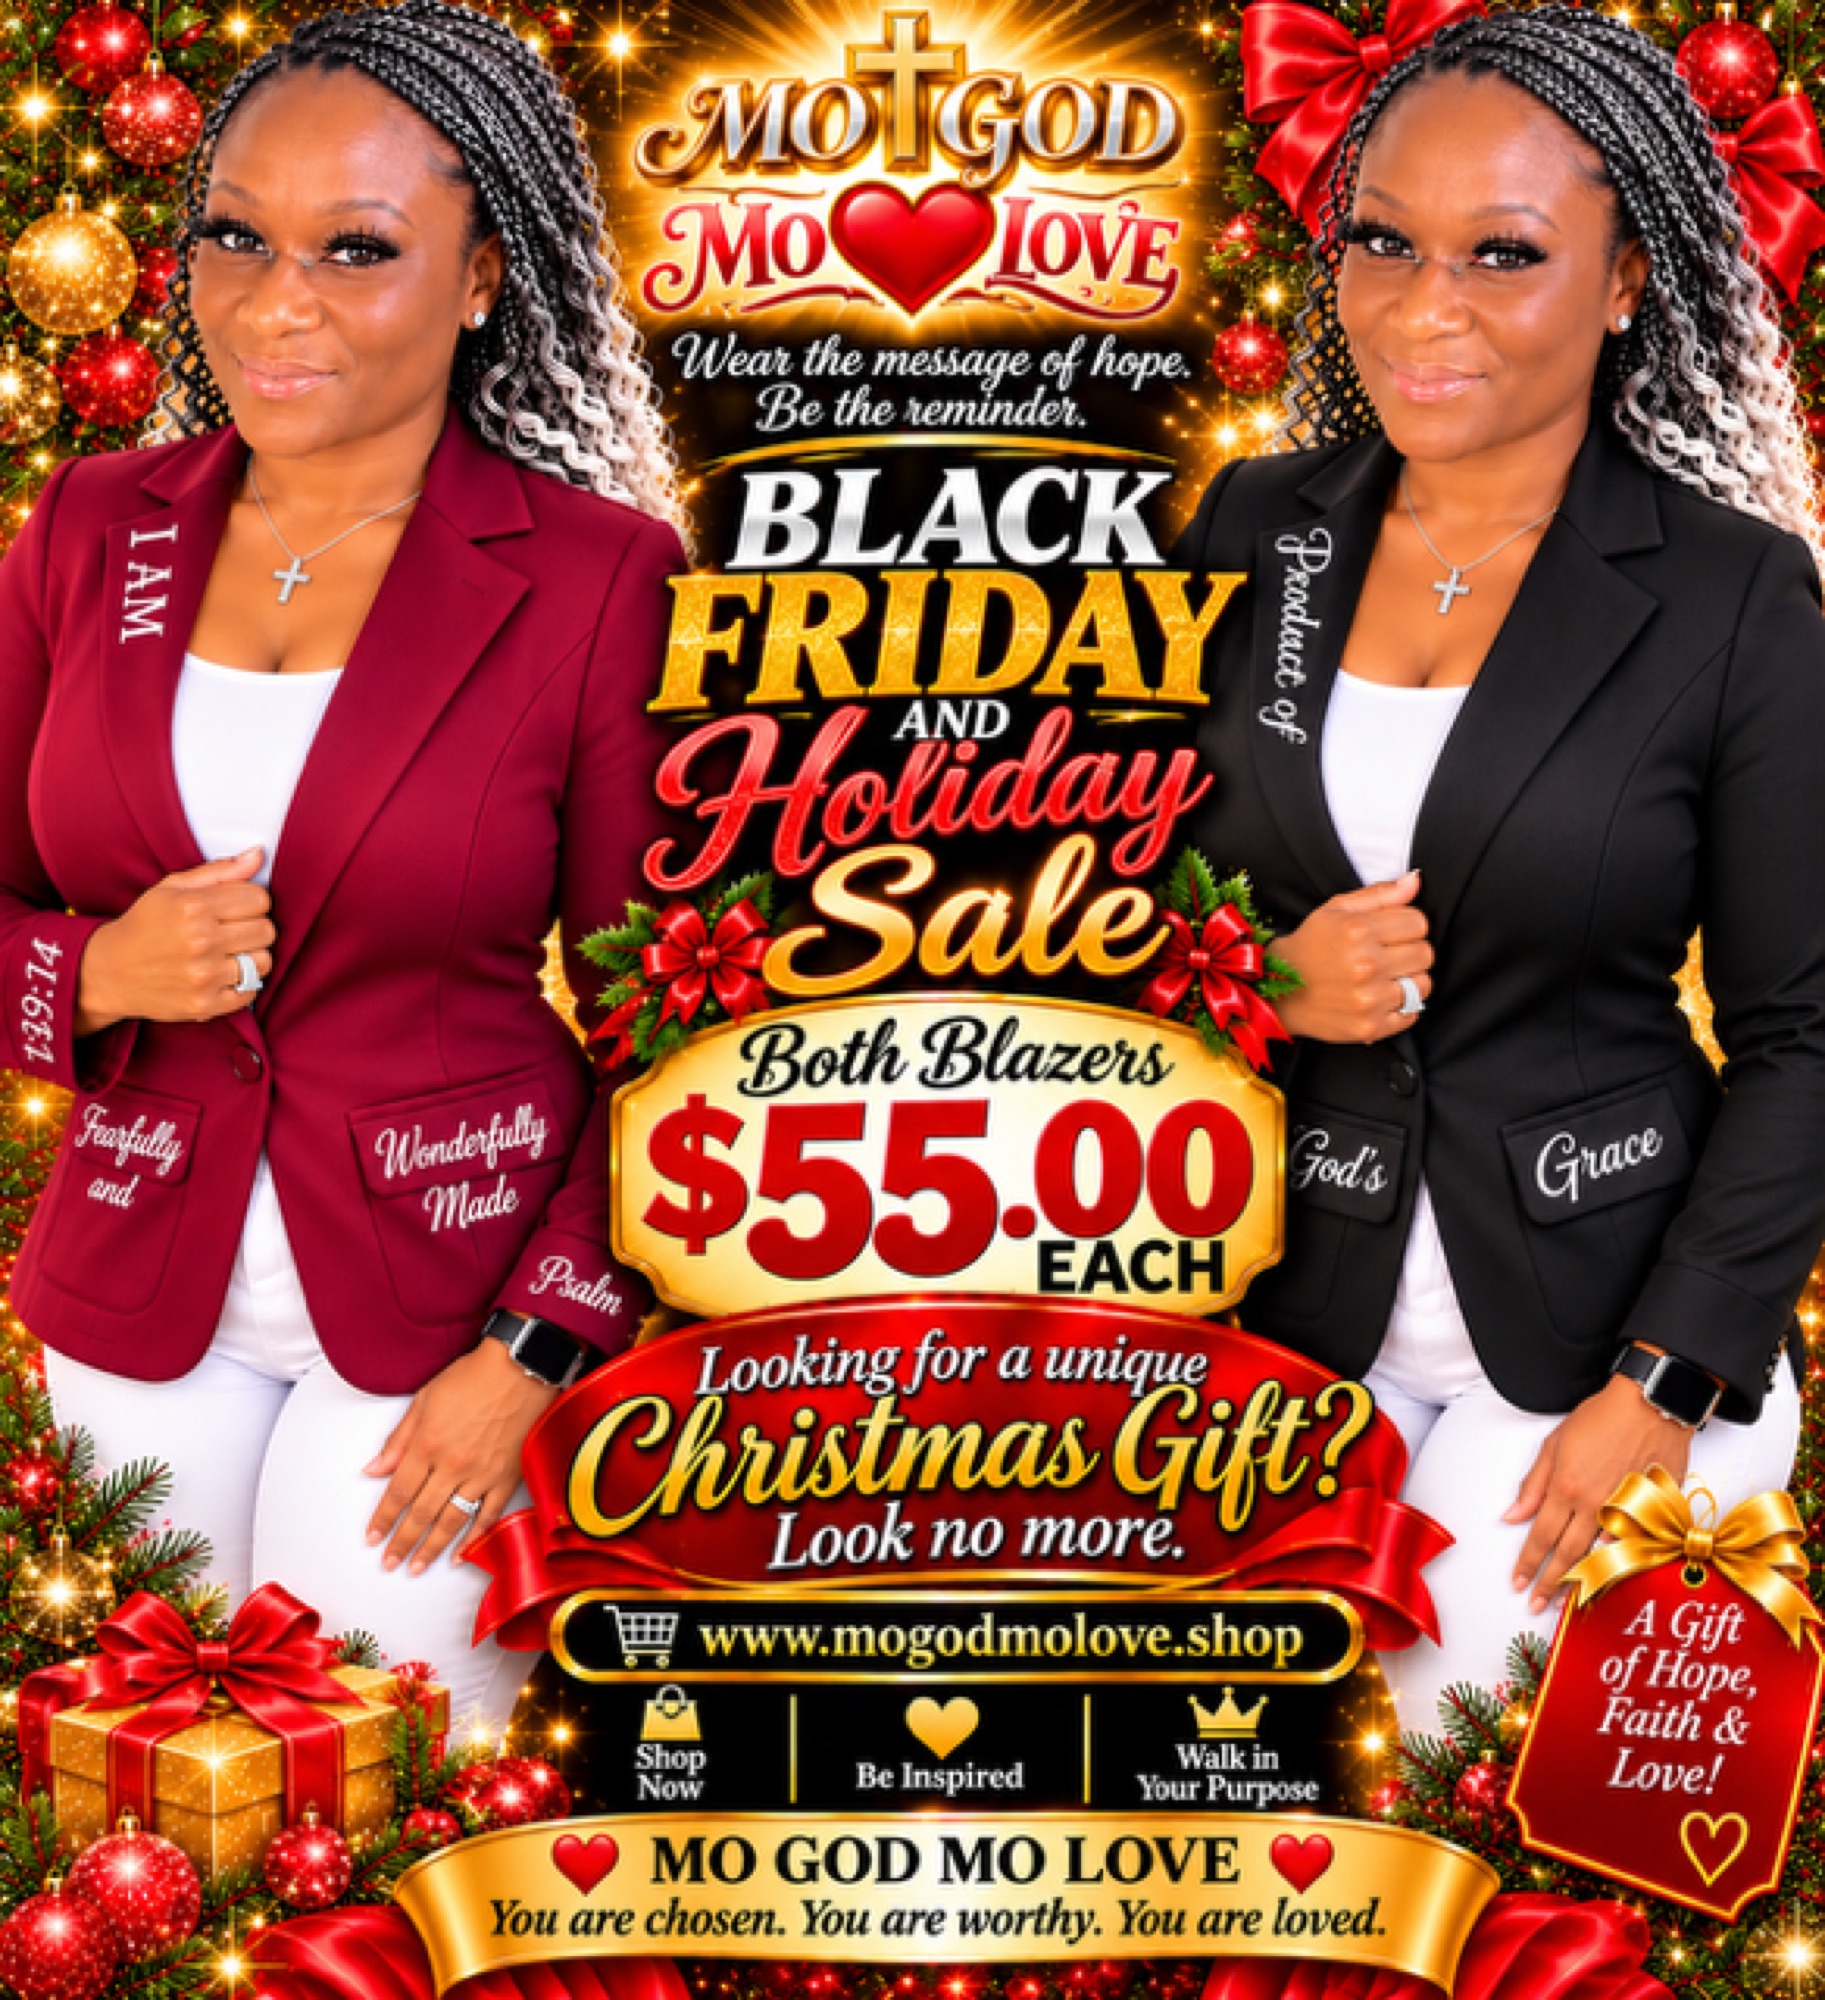 MO GOD
MO LOVE
Wear the message of hope.
Be the reminder.
BLACK
FRIDAY
AND
Holiday
Sale
Both Blazers
$55.00
EACH
Looking for a unique
Christmas Gift?
Look no more.
www.mogodmolove.shop
Shop
Now
Be Inspired
Walk in
Your Purpose
MO GOD MO LOVE
You are chosen. You are worthy. You are loved.
I AM
139:14
Fearfully
and
Wonderfully
Made
Psalm
Product of
God's
Grace
A Gift
of Hope,
Faith &
Love!